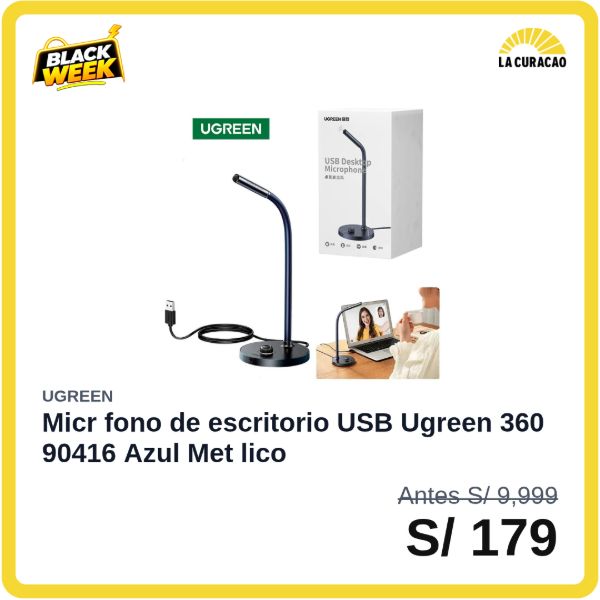 BLACK
WEEK
LA CURACAO
UGREEN
UGREEN
USB Desktop
Microphone
UGREEN
Micr fono de escritorio USB Ugreen 360
90416 Azul Met lico
Antes S/ 9,999
S/ 179